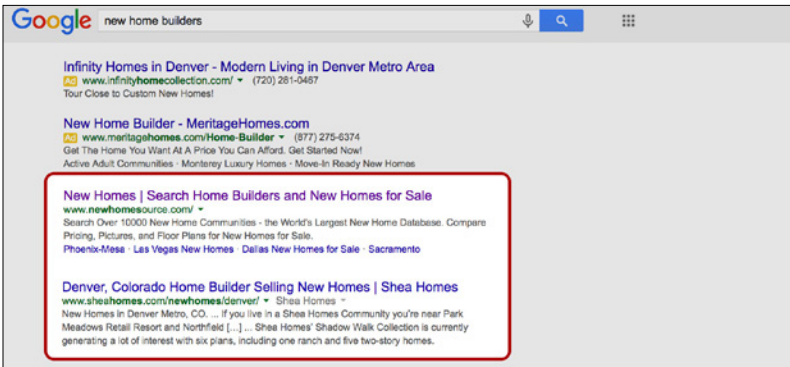 Google new home builders
Infinity Homes in Denver - Modern Living in Denver Metro Area
Ad www.infinityhomecollection.com/ (720) 281-0467
Tour Close to Custom New Homes!
New Home Builder - MeritageHomes.com
Ad www.meritagehomes.com/Home-Builder (877) 275-6374
Get The Home You Want At A Price You Can Afford. Get Started Now!
Active Adult Communities · Monterey Luxury Homes · Move-In Ready New Homes
New Homes | Search Home Builders and New Homes for Sale
www.newhomesource.com/
Search Over 10000 New Home Communities - the World's Largest New Home Database. Compare
Pricing, Pictures, and Floor Plans for New Homes for Sale.
Phoenix-Mesa · Las Vegas New Homes · Dallas New Homes for Sale · Sacramento
Denver, Colorado Home Builder Selling New Homes | Shea Homes
www.sheahomes.com/newhomes/denver/ Shea Homes
New Homes in Denver Metro, CO. ... If you live in a Shea Homes Community you're near Park
Meadows Retail Resort and Northfield [...] ... Shea Homes' Shadow Walk Collection is currently
generating a lot of interest with six plans, including one ranch and five two-story homes.